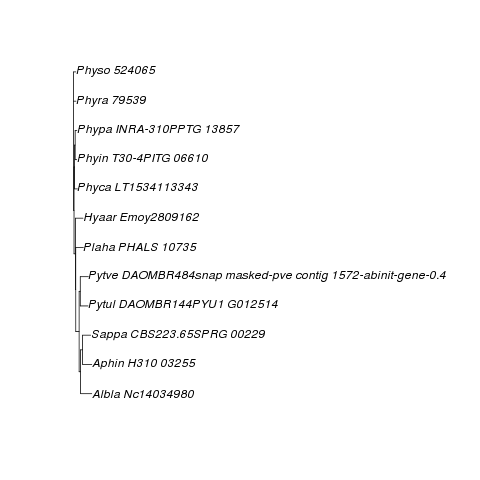 Physo 524065
Phyra 79539
Phypa INRA-310PPTG 13857
Phyin T30-4PITG 06610
Phyca LT1534113343
Hyaar Emoy2809162
Plaha PHALS 10735
Pytve DAOMBR484snap masked-pve contig 1572-abinit-gene-0.4
Pytul DAOMBR144PYU1 G012514
Sappa CBS223.65SPRG 00229
Aphin H310 03255
Albla Nc14034980